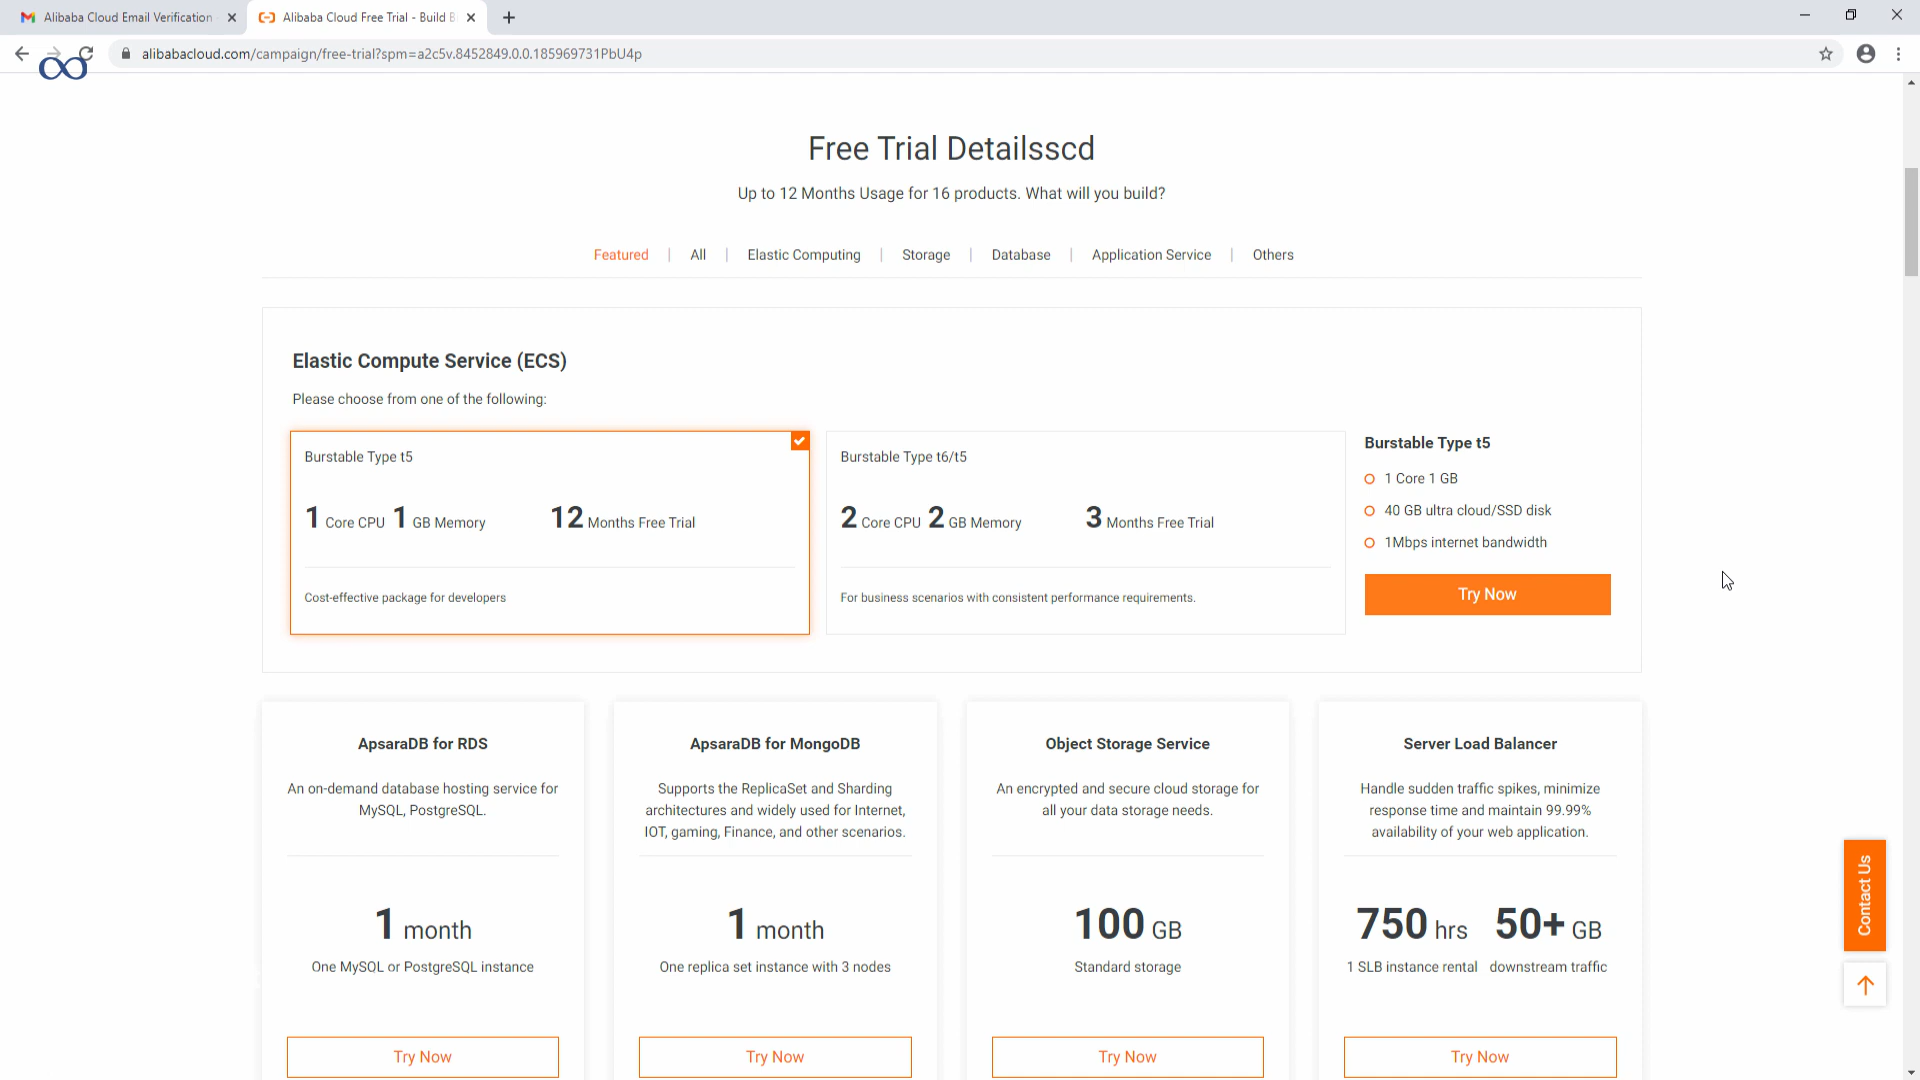 Alibaba Cloud Email Verification
Alibaba Cloud Free Trial - Build B
alibabacloud.com/campaign/free-trial?spm=a2c5v.8452849.0.0.185969731PbU4p
Free Trial Detailsscd
Up to 12 Months Usage for 16 products. What will you build?
Featured | All | Elastic Computing | Storage | Database | Application Service | Others
Elastic Compute Service (ECS)
Please choose from one of the following:
Burstable Type t5
1 Core CPU 1 GB Memory 12 Months Free Trial
Cost-effective package for developers
Burstable Type t6/t5
2 Core CPU 2 GB Memory 3 Months Free Trial
For business scenarios with consistent performance requirements.
Burstable Type t5
1 Core 1 GB
40 GB ultra cloud/SSD disk
1Mbps internet bandwidth
Try Now
ApsaraDB for RDS
An on-demand database hosting service for
MySQL, PostgreSQL.
1 month
One MySQL or PostgreSQL instance
Try Now
ApsaraDB for MongoDB
Supports the ReplicaSet and Sharding
architectures and widely used for Internet,
IOT, gaming, Finance, and other scenarios.
1 month
One replica set instance with 3 nodes
Try Now
Object Storage Service
An encrypted and secure cloud storage for
all your data storage needs.
100 GB
Standard storage
Try Now
Server Load Balancer
Handle sudden traffic spikes, minimize
response time and maintain 99.99%
availability of your web application.
750 hrs 50+ GB
1 SLB instance rental downstream traffic
Try Now
Contact Us